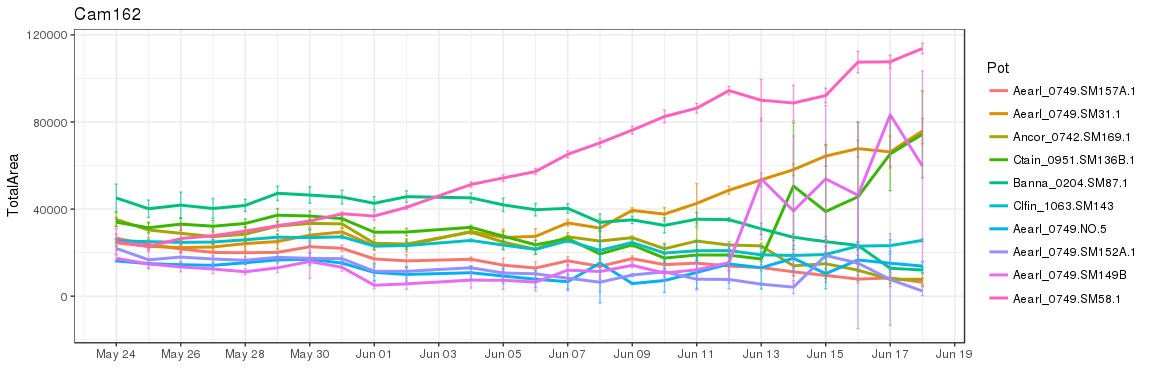 Cam162
TotalArea
120000
80000
40000
0
May 24
May 26
May 28
May 30
Jun 01
Jun 03
Jun 05
Jun 07
Jun 09
Jun 11
Jun 13
Jun 15
Jun 17
Jun 19
Pot
Aearl_0749.SM157A.1
Aearl_0749.SM31.1
Ancor_0742.SM169.1
Ctain_0951.SM136B.1
Banna_0204.SM87.1
Clfin_1063.SM143
Aearl_0749.NO.5
Aearl_0749.SM152A.1
Aearl_0749.SM149B
Aearl_0749.SM58.1